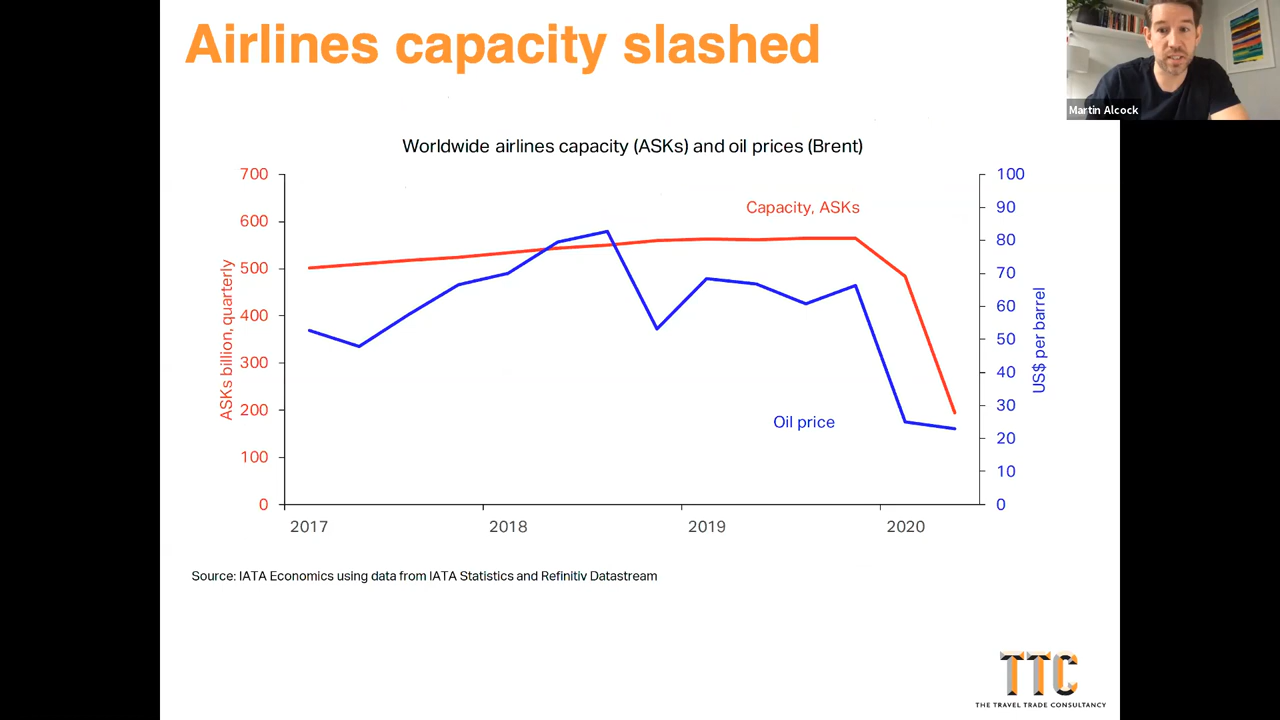 Airlines capacity slashed
Martin Alcock
Worldwide airlines capacity (ASKs) and oil prices (Brent)
700
600
500
400
300
200
100
0
ASKs billion, quarterly
100
90
80
70
60
50
40
30
20
10
0
US$ per barrel
Capacity, ASKs
Oil price
2017
2018
2019
2020
Source: IATA Economics using data from IATA Statistics and Refinitiv Datastream
TTC
THE TRAVEL TRADE CONSULTANCY